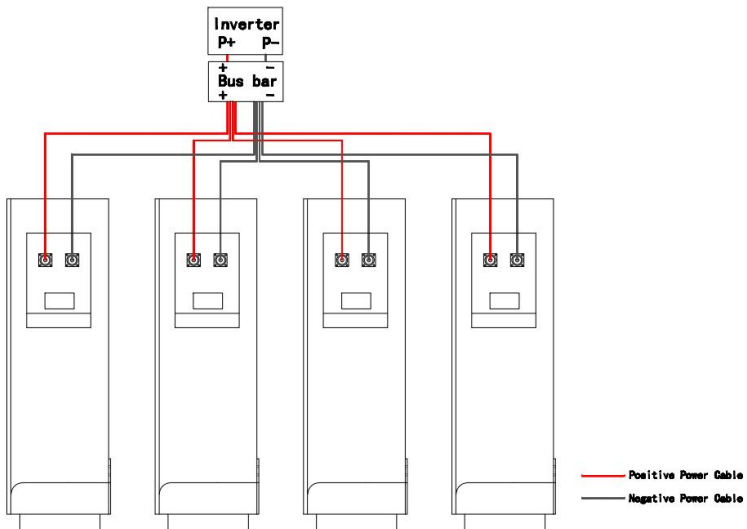 Inverter
P+ P-
+ -
Bus bar
+ -
Positive Power Cable
Negative Power Cable